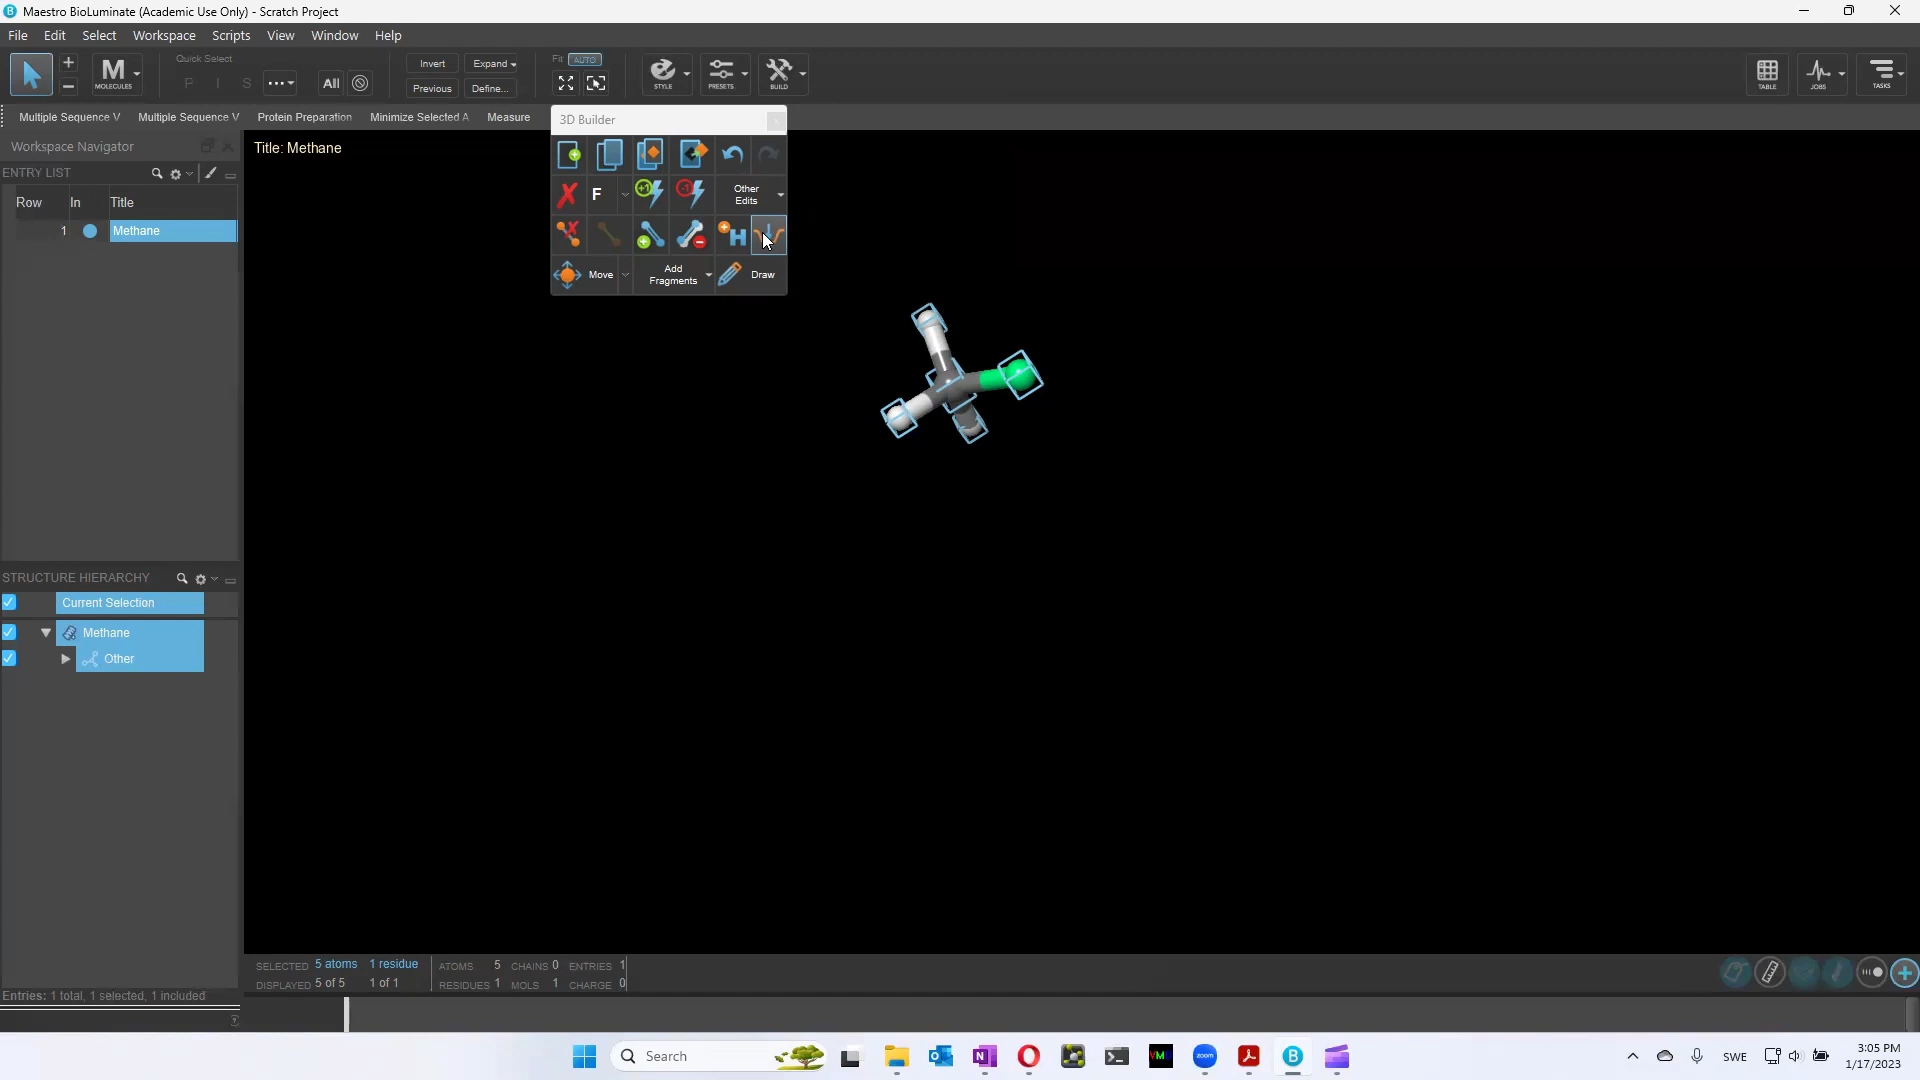 Maestro BioLuminate (Academic Use Only) - Scratch Project
File Edit Select Workspace Scripts View Window Help
M MOLECULES
Quick Select
P I S ...
All
Invert Expand
Previous Define...
Fit AUTO
STYLE PRESETS BUILD
TABLE JOBS TASKS
Multiple Sequence V Multiple Sequence V Protein Preparation Minimize Selected A Measure
3D Builder
F +1 -1 Other Edits
H
Move Add Fragments Draw
Workspace Navigator
Title: Methane
ENTRY LIST
Row In Title
1 Methane
STRUCTURE HIERARCHY
Current Selection
Methane
Other
SELECTED 5 atoms 1 residue ATOMS 5 CHAINS 0 ENTRIES 1
DISPLAYED 5 of 5 1 of 1 RESIDUES 1 MOLS 1 CHARGE 0
Entries: 1 total, 1 selected, 1 included
Search
VMD
zoom
B
SWE
3:05 PM
1/17/2023